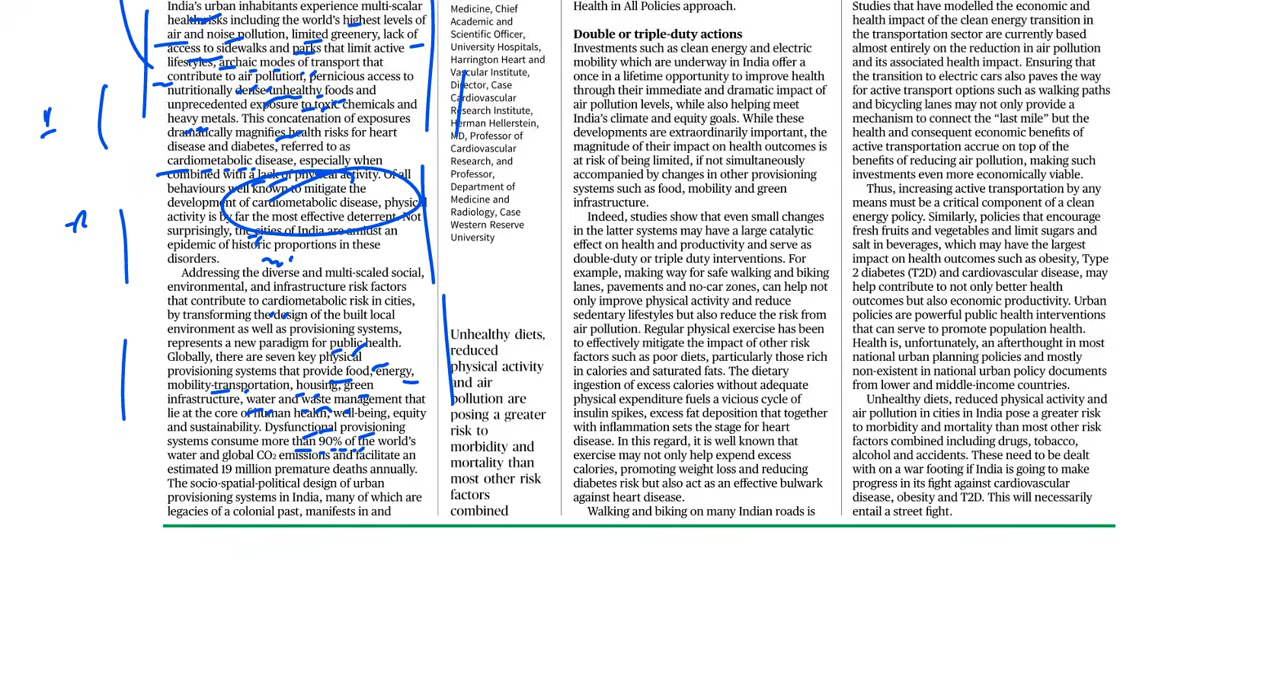 India's urban inhabitants experience multi-scalar
health risks including the world's highest levels of
air and noise pollution, limited greenery, lack of
access to sidewalks and parks that limit active
lifestyles, archaic modes of transport that
contribute to air pollution, pernicious access to
nutritionally dense unhealthy foods and
unprecedented exposure to toxic chemicals and
heavy metals. This concatenation of exposures
dramatically magnifies health risks for heart
disease and diabetes, referred to as
cardiometabolic disease, especially when
combined with a lack of physical activity. Of all
behaviours well known to mitigate the
development of cardiometabolic disease, physical
activity is by far the most effective deterrent. Not
surprisingly, the cities of India are amidst an
epidemic of historic proportions in these
disorders.
Addressing the diverse and multi-scaled social,
environmental, and infrastructure risk factors
that contribute to cardiometabolic risk in cities,
by transforming the design of the built local
environment as well as provisioning systems,
represents a new paradigm for public health.
Globally, there are seven key physical
provisioning systems that provide food, energy,
mobility-transportation, housing, green
infrastructure, water and waste management that
lie at the core of human health, well-being, equity
and sustainability. Dysfunctional provisioning
systems consume more than 90% of the world's
water and global CO₂ emissions and facilitate an
estimated 19 million premature deaths annually.
The socio-spatial-political design of urban
provisioning systems in India, many of which are
legacies of a colonial past, manifests in and
Medicine, Chief
Academic and
Scientific Officer,
University Hospitals,
Harrington Heart and
Vascular Institute,
Director, Case
Cardiovascular
Research Institute,
Herman Hellerstein,
MD, Professor of
Cardiovascular
Research, and
Professor,
Department of
Medicine and
Radiology, Case
Western Reserve
University
Unhealthy diets,
reduced
physical activity
and air
pollution are
posing a greater
risk to
morbidity and
mortality than
most other risk
factors
combined
Health in All Policies approach.
Double or triple-duty actions
Investments such as clean energy and electric
mobility which are underway in India offer a
once in a lifetime opportunity to improve health
through their immediate and dramatic impact of
air pollution levels, while also helping meet
India's climate and equity goals. While these
developments are extraordinarily important, the
magnitude of their impact on health outcomes is
at risk of being limited, if not simultaneously
accompanied by changes in other provisioning
systems such as food, mobility and green
infrastructure.
Indeed, studies show that even small changes
in the latter systems may have a large catalytic
effect on health and productivity and serve as
double-duty or triple duty interventions. For
example, making way for safe walking and biking
lanes, pavements and no-car zones, can help not
only improve physical activity and reduce
sedentary lifestyles but also reduce the risk from
air pollution. Regular physical exercise has been
to effectively mitigate the impact of other risk
factors such as poor diets, particularly those rich
in calories and saturated fats. The dietary
ingestion of excess calories without adequate
physical expenditure fuels a vicious cycle of
insulin spikes, excess fat deposition that together
with inflammation sets the stage for heart
disease. In this regard, it is well known that
exercise may not only help expend excess
calories, promoting weight loss and reducing
diabetes risk but also act as an effective bulwark
against heart disease.
Walking and biking on many Indian roads is
Studies that have modelled the economic and
health impact of the clean energy transition in
the transportation sector are currently based
almost entirely on the reduction in air pollution
and its associated health impact. Ensuring that
the transition to electric cars also paves the way
for active transport options such as walking paths
and bicycling lanes may not only provide a
mechanism to connect the “last mile” but the
health and consequent economic benefits of
active transportation accrue on top of the
benefits of reducing air pollution, making such
investments even more economically viable.
Thus, increasing active transportation by any
means must be a critical component of a clean
energy policy. Similarly, policies that encourage
fresh fruits and vegetables and limit sugars and
salt in beverages, which may have the largest
impact on health outcomes such as obesity, Type
2 diabetes (T2D) and cardiovascular disease, may
help contribute to not only better health
outcomes but also economic productivity. Urban
policies are powerful public health interventions
that can serve to promote population health.
Health is, unfortunately, an afterthought in most
national urban planning policies and mostly
non-existent in national urban policy documents
from lower and middle-income countries.
Unhealthy diets, reduced physical activity and
air pollution in cities in India pose a greater risk
to morbidity and mortality than most other risk
factors combined including drugs, tobacco,
alcohol and accidents. These need to be dealt
with on a war footing if India is going to make
progress in its fight against cardiovascular
disease, obesity and T2D. This will necessarily
entail a street fight.